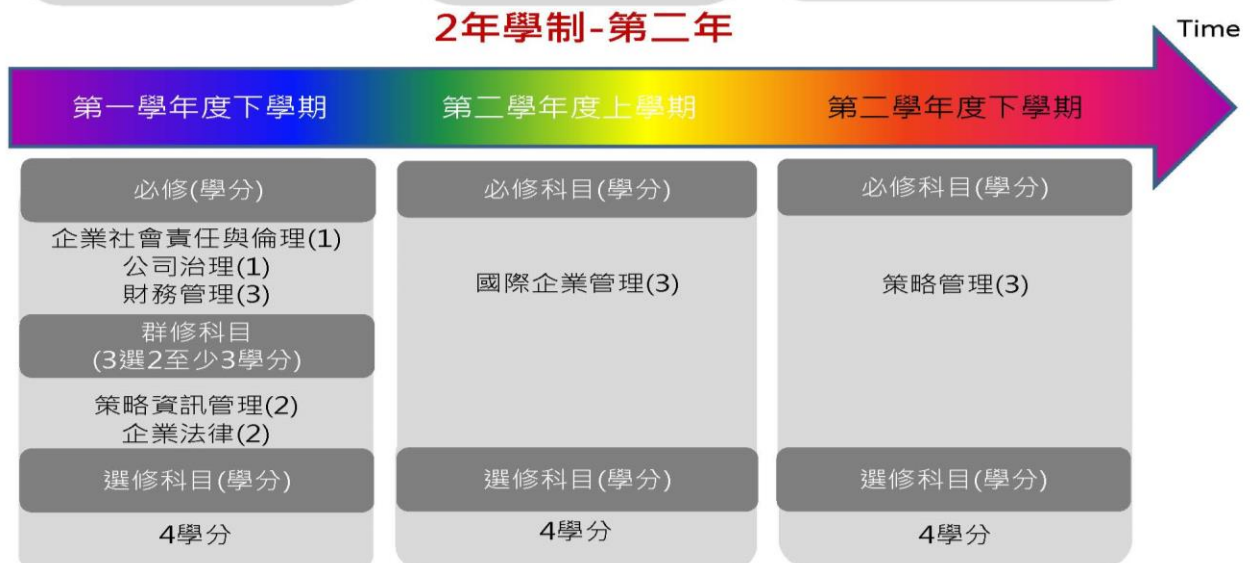 2年學制-第二年
Time
第一學年度下學期
第二學年度上學期
第二學年度下學期
必修(學分)
企業社會責任與倫理(1)
公司治理(1)
財務管理(3)
群修科目
(3選2至少3學分)
策略資訊管理(2)
企業法律(2)
選修科目(學分)
4學分
必修科目(學分)
國際企業管理(3)
選修科目(學分)
4學分
必修科目(學分)
策略管理(3)
選修科目(學分)
4學分